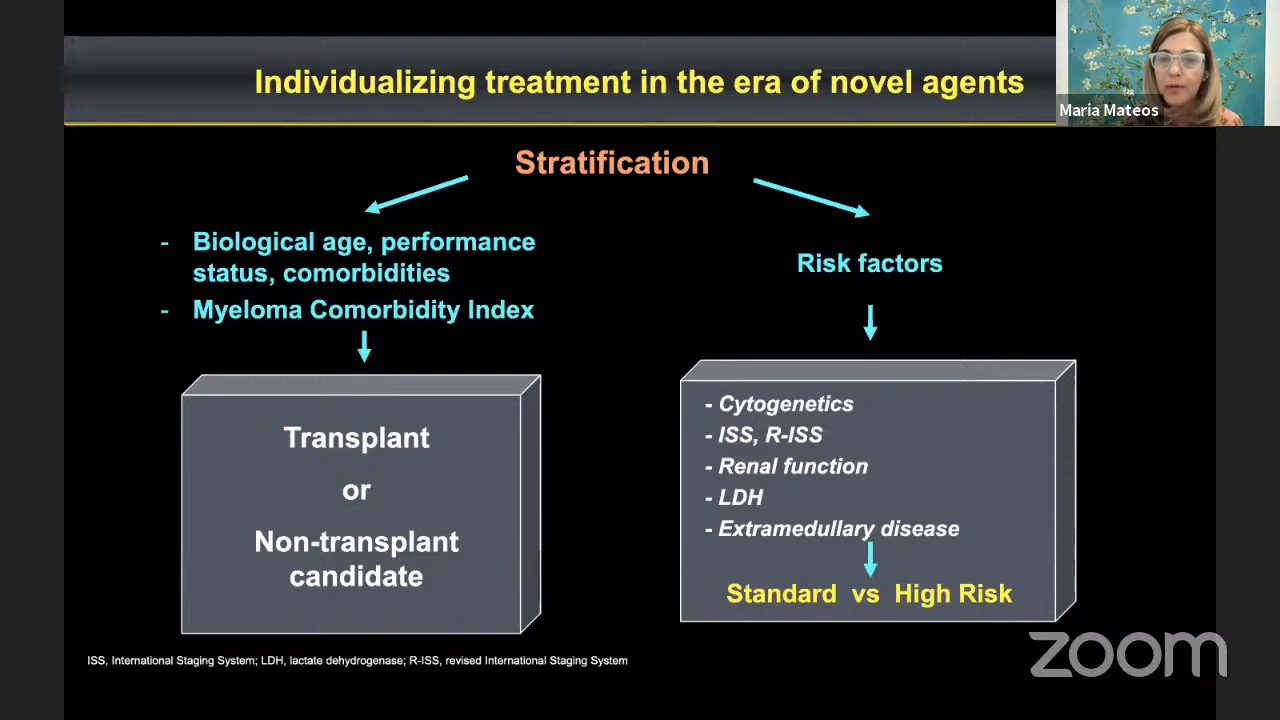 Individualizing treatment in the era of novel agents
Maria Mateos
Stratification
- Biological age, performance
status, comorbidities
- Myeloma Comorbidity Index
Transplant
or
Non-transplant
candidate
Risk factors
- Cytogenetics
- ISS, R-ISS
- Renal function
- LDH
- Extramedullary disease
Standard vs High Risk
ISS, International Staging System; LDH, lactate dehydrogenase; R-ISS, revised International Staging System
zoom